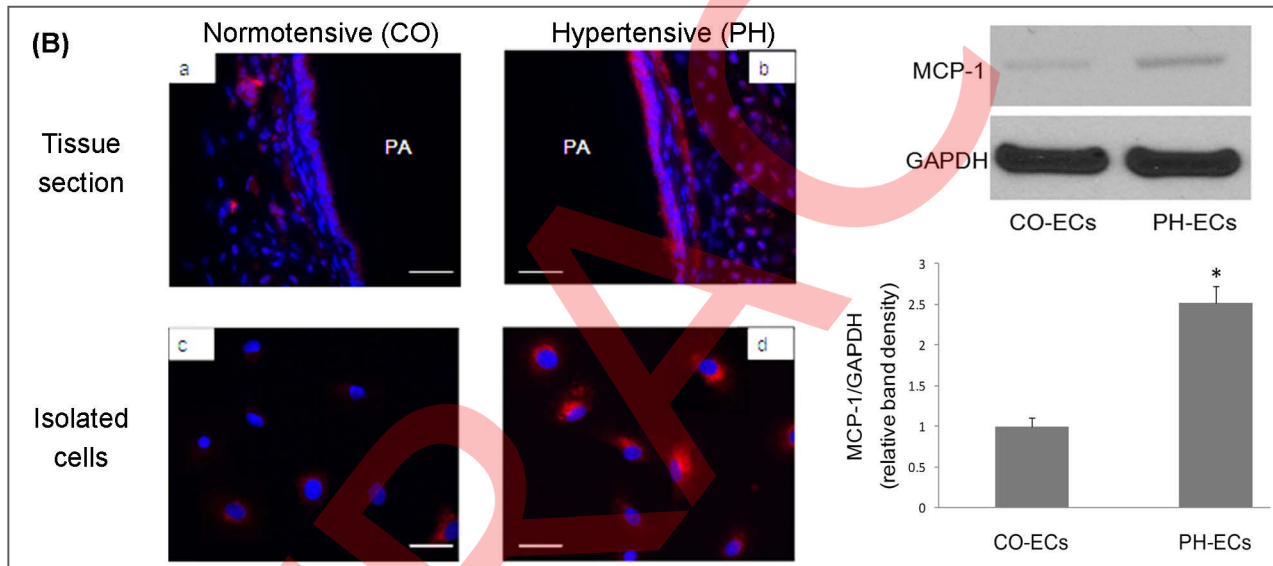 (B)
Normotensive (CO)
Hypertensive (PH)
Tissue
section
a
PA
b
PA
Isolated
cells
c
d
MCP-1
GAPDH
CO-ECs PH-ECs
MCP-1/GAPDH
(relative band density)
3
2.5
2
1.5
1
0.5
0
*
CO-ECs
PH-ECs